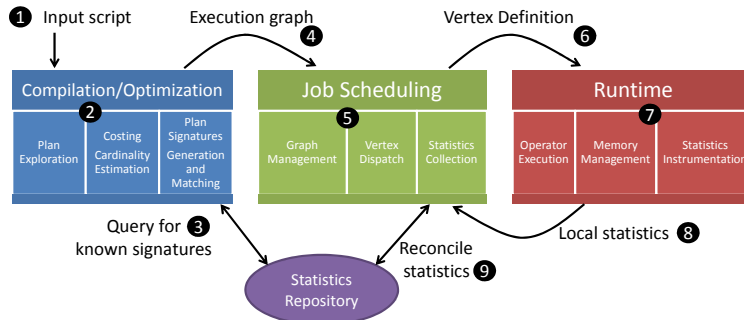 1 Input script
Execution graph
4
Vertex Definition
6
Compilation/Optimization
2
Plan
Exploration
Costing
Cardinality
Estimation
Plan
Signatures
Generation
and
Matching
Job Scheduling
5
Graph
Management
Vertex
Dispatch
Statistics
Collection
Runtime
7
Operator
Execution
Memory
Management
Statistics
Instrumentation
Query for 3
known signatures
Statistics
Repository
Reconcile
statistics 9
Local statistics 8